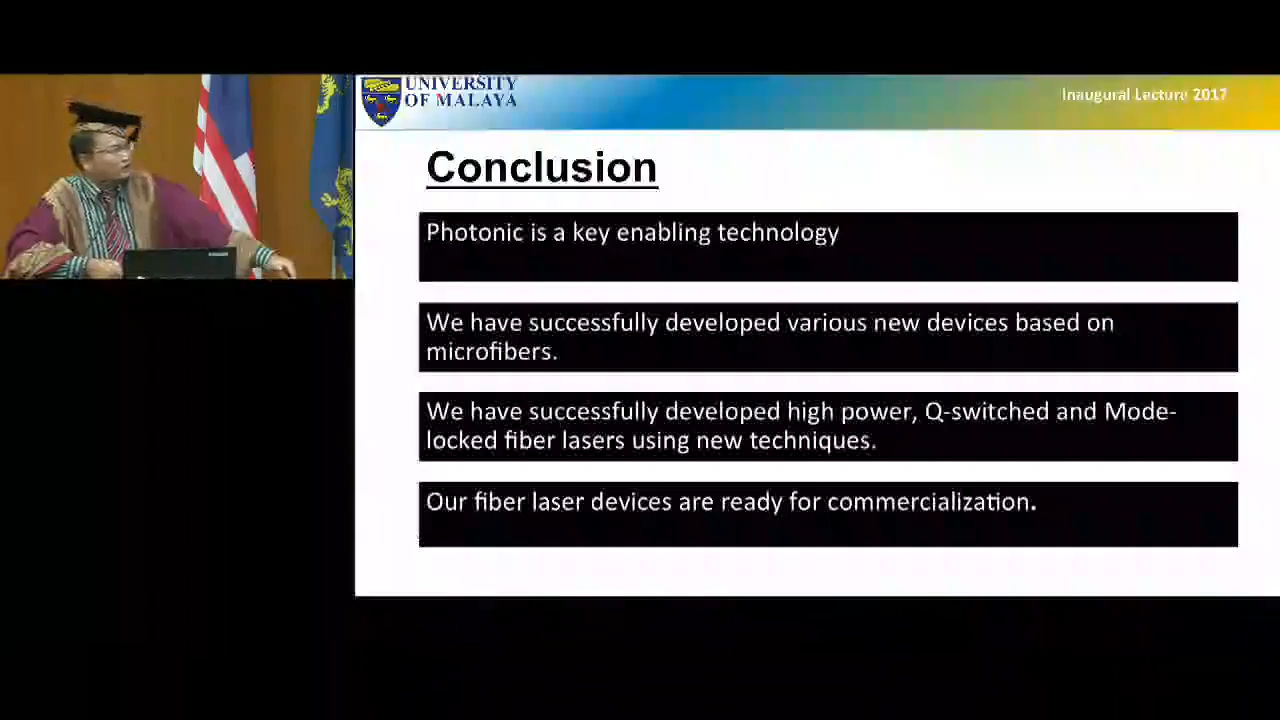 UNIVERSITY
OF MALAYA
Inaugural Lecture 2017
Conclusion
Photonic is a key enabling technology
We have successfully developed various new devices based on
microfibers.
We have successfully developed high power, Q-switched and Mode-
locked fiber lasers using new techniques.
Our fiber laser devices are ready for commercialization.